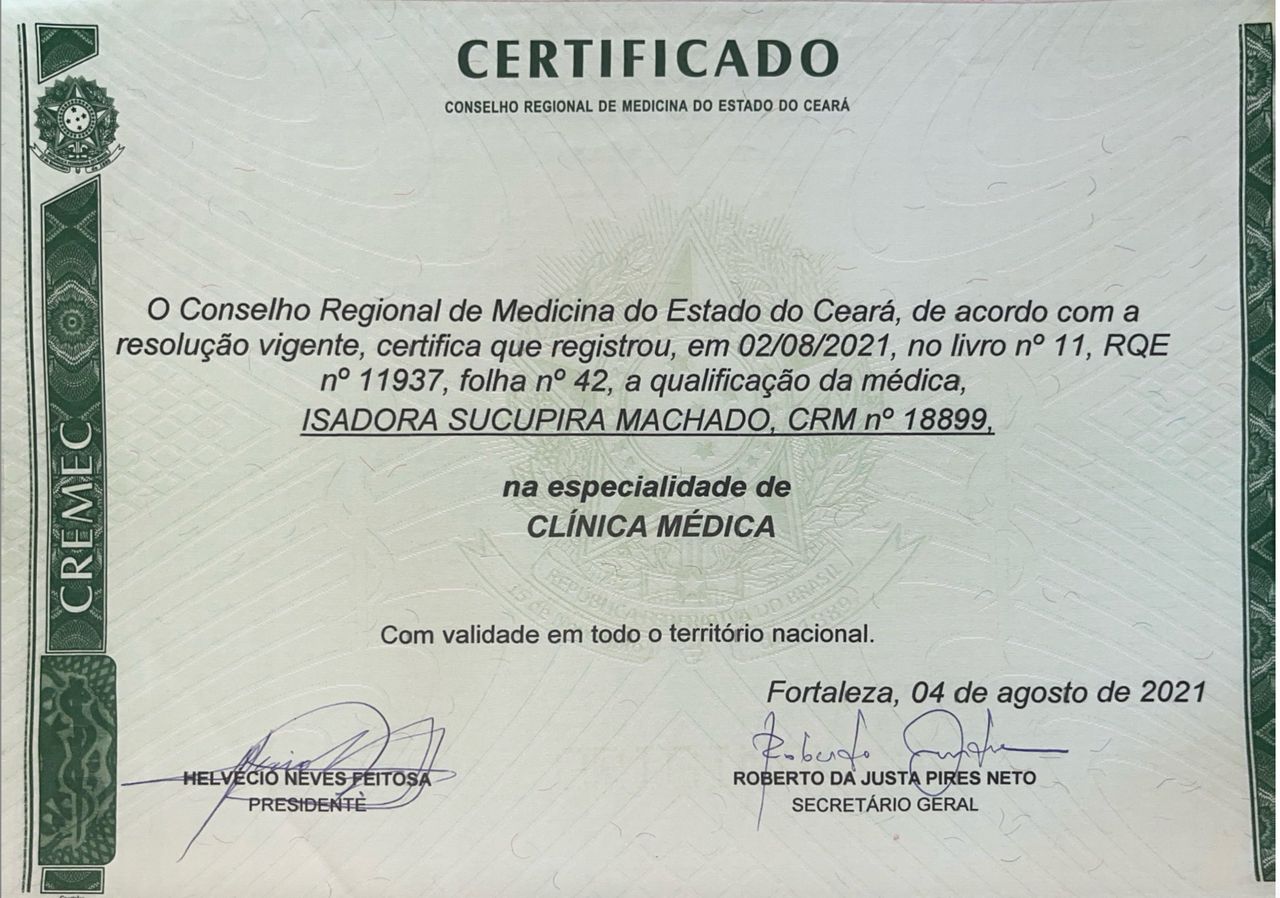 CERTIFICADO
CONSELHO REGIONAL DE MEDICINA DO ESTADO DO CEARÁ
O Conselho Regional de Medicina do Estado do Ceará, de acordo com a
resolução vigente, certifica que registrou, em 02/08/2021, no livro nº 11, RQE
nº 11937, folha nº 42, a qualificação da médica,
ISADORA SUCUPIRA MACHADO, CRM nº 18899,
na especialidade de
CLÍNICA MÉDICA
Com validade em todo o território nacional.
Fortaleza, 04 de agosto de 2021
Roberto
HELVÉCIO NEVES FEITOSA
PRESIDENTE
ROBERTO DA JUSTA PIRES NETO
SECRETÁRIO GERAL
CREMEC